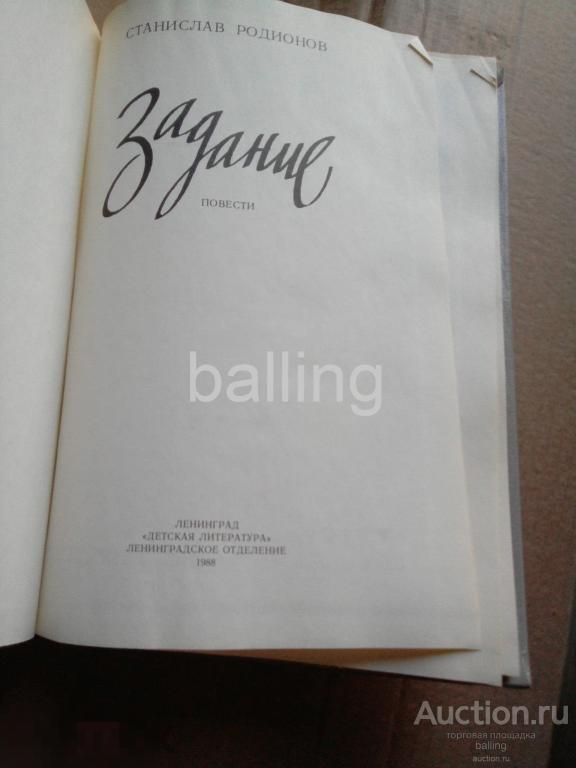 СТАНИСЛАВ РОДИОНОВ
Задание
ПОВЕСТИ
balling
ЛЕНИНГРАД
«ДЕТСКАЯ ЛИТЕРАТУРА»
ЛЕНИНГРАДСКОЕ ОТДЕЛЕНИЕ
1988
Auction.ru
торговая площадка
balling
auction.ru